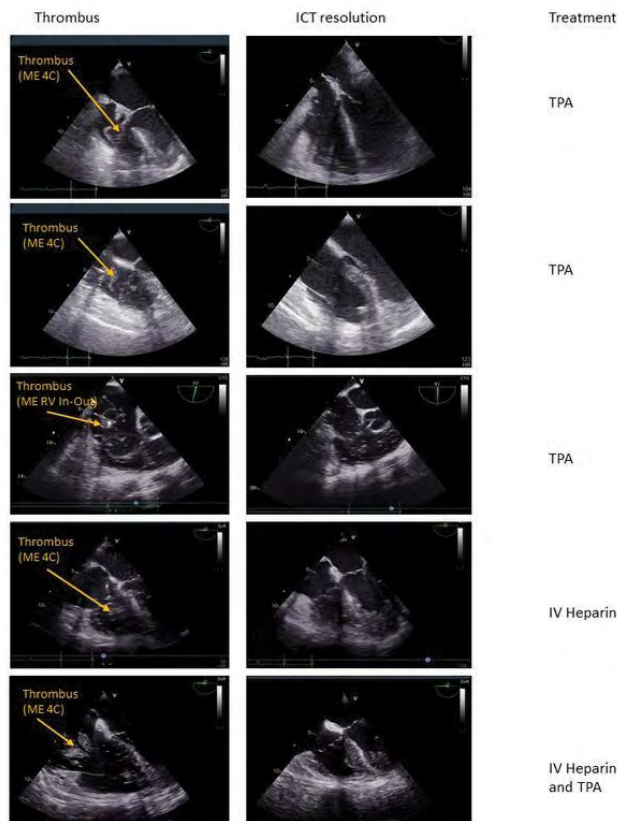 Thrombus ICT resolution Treatment
Thrombus
(ME 4C)
TPA
Thrombus
(ME 4C)
TPA
Thrombus
(ME RV In-Out)
TPA
Thrombus
(ME 4C)
IV Heparin
Thrombus
(ME 4C)
IV Heparin
and TPA